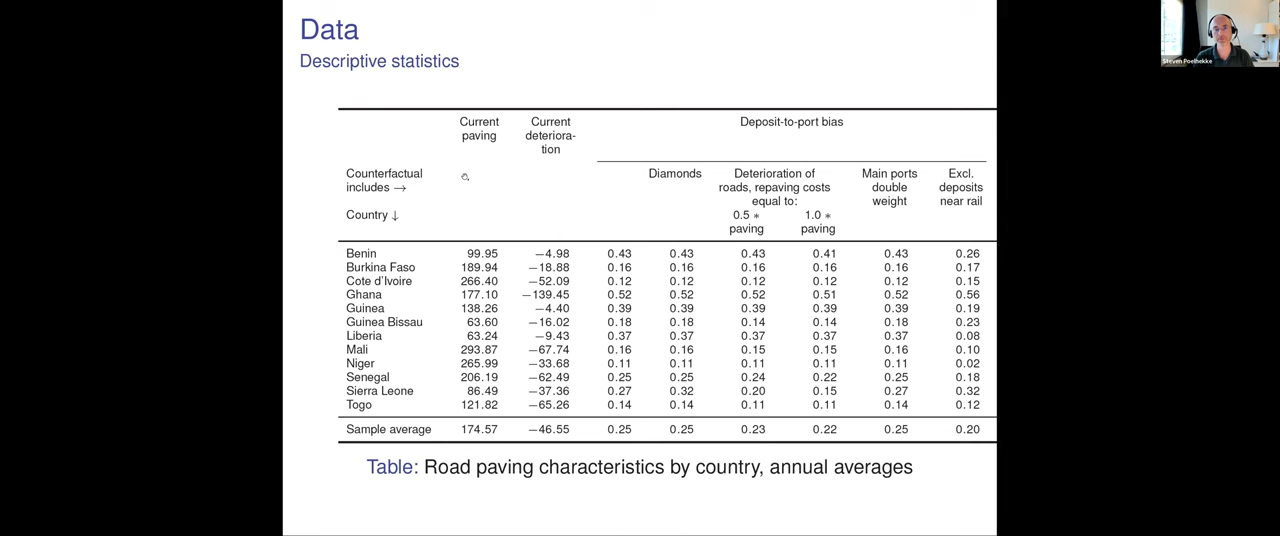 Data
Descriptive statistics
Steven Poelhekke
Current paving Current deteriora-tion Deposit-to-port bias
Counterfactual includes → Diamonds Deterioration of roads, repaving costs equal to: Main ports double weight Excl. deposits near rail
Country ↓ 0.5 * paving 1.0 * paving
Benin 99.95 −4.98 0.43 0.43 0.43 0.41 0.43 0.26
Burkina Faso 189.94 −18.88 0.16 0.16 0.16 0.16 0.16 0.17
Cote d'Ivoire 266.40 −52.09 0.12 0.12 0.12 0.12 0.12 0.15
Ghana 177.10 −139.45 0.52 0.52 0.52 0.51 0.52 0.56
Guinea 138.26 −4.40 0.39 0.39 0.39 0.39 0.39 0.19
Guinea Bissau 63.60 −16.02 0.18 0.18 0.14 0.14 0.18 0.23
Liberia 63.24 −9.43 0.37 0.37 0.37 0.37 0.37 0.08
Mali 293.87 −67.74 0.16 0.16 0.15 0.15 0.16 0.10
Niger 265.99 −33.68 0.11 0.11 0.11 0.11 0.11 0.02
Senegal 206.19 −62.49 0.25 0.25 0.24 0.22 0.25 0.18
Sierra Leone 86.49 −37.36 0.27 0.32 0.20 0.15 0.27 0.32
Togo 121.82 −65.26 0.14 0.14 0.11 0.11 0.14 0.12
Sample average 174.57 −46.55 0.25 0.25 0.23 0.22 0.25 0.20
Table: Road paving characteristics by country, annual averages